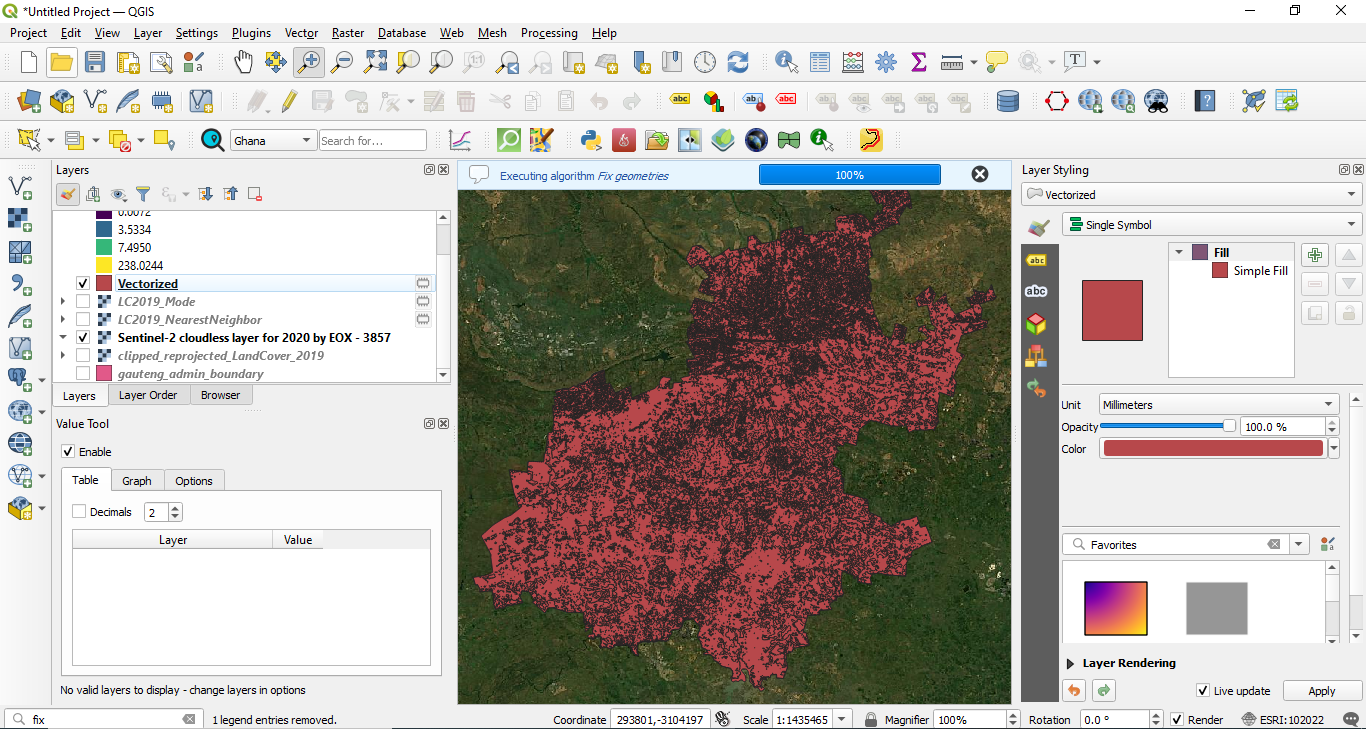 *Untitled Project — QGIS
Project Edit View Layer Settings Plugins Vector Raster Database Web Mesh Processing Help
Ghana Search for...
Layers
3.5334
7.4950
238.0244
Vectorized
LC2019_Mode
LC2019_NearestNeighbor
Sentinel-2 cloudless layer for 2020 by EOX - 3857
clipped_reprojected_LandCover_2019
gauteng_admin_boundary
Layers Layer Order Browser
Value Tool
Enable
Table Graph Options
Decimals 2
Layer Value
No valid layers to display - change layers in options
Executing algorithm Fix geometries 100%
Layer Styling
Vectorized
Single Symbol
Fill
Simple Fill
Unit Millimeters
Opacity 100.0 %
Color
Favorites
Layer Rendering
Live update Apply
fix 1 legend entries removed. Coordinate 293801,-3104197 Scale 1:1435465 Magnifier 100% Rotation 0.0 ° Render ESRI:102022